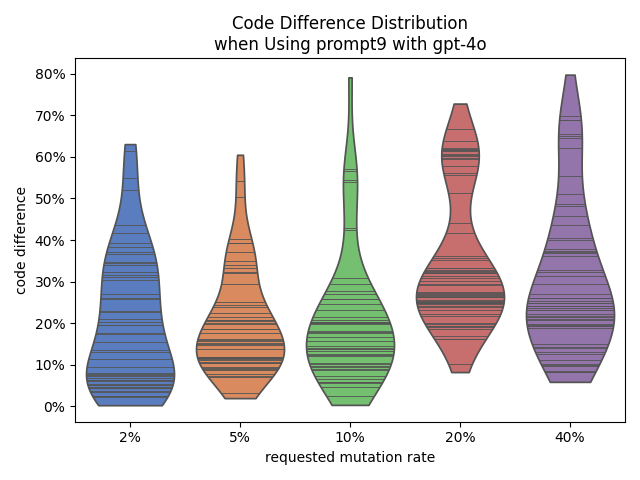 Code Difference Distribution
when Using prompt9 with gpt-4o
80%
70%
60%
50%
40%
30%
20%
10%
0%
code difference
2% 5% 10% 20% 40%
requested mutation rate